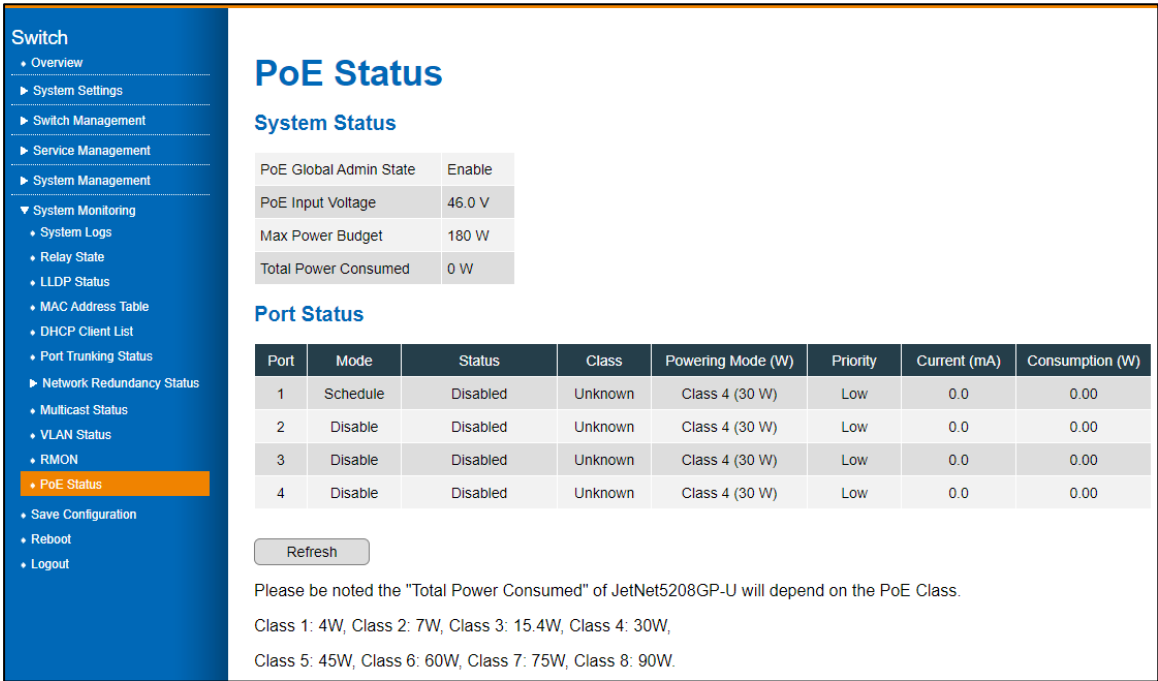 Switch
Overview
System Settings
Switch Management
Service Management
System Management
System Monitoring
System Logs
Relay State
LLDP Status
MAC Address Table
DHCP Client List
Port Trunking Status
Network Redundancy Status
Multicast Status
VLAN Status
RMON
PoE Status
Save Configuration
Reboot
Logout
PoE Status
System Status
PoE Global Admin State Enable
PoE Input Voltage 46.0 V
Max Power Budget 180 W
Total Power Consumed 0 W
Port Status
Port Mode Status Class Powering Mode (W) Priority Current (mA) Consumption (W)
1 Schedule Disabled Unknown Class 4 (30 W) Low 0.0 0.00
2 Disable Disabled Unknown Class 4 (30 W) Low 0.0 0.00
3 Disable Disabled Unknown Class 4 (30 W) Low 0.0 0.00
4 Disable Disabled Unknown Class 4 (30 W) Low 0.0 0.00
Refresh
Please be noted the "Total Power Consumed" of JetNet5208GP-U will depend on the PoE Class.
Class 1: 4W, Class 2: 7W, Class 3: 15.4W, Class 4: 30W,
Class 5: 45W, Class 6: 60W, Class 7: 75W, Class 8: 90W.